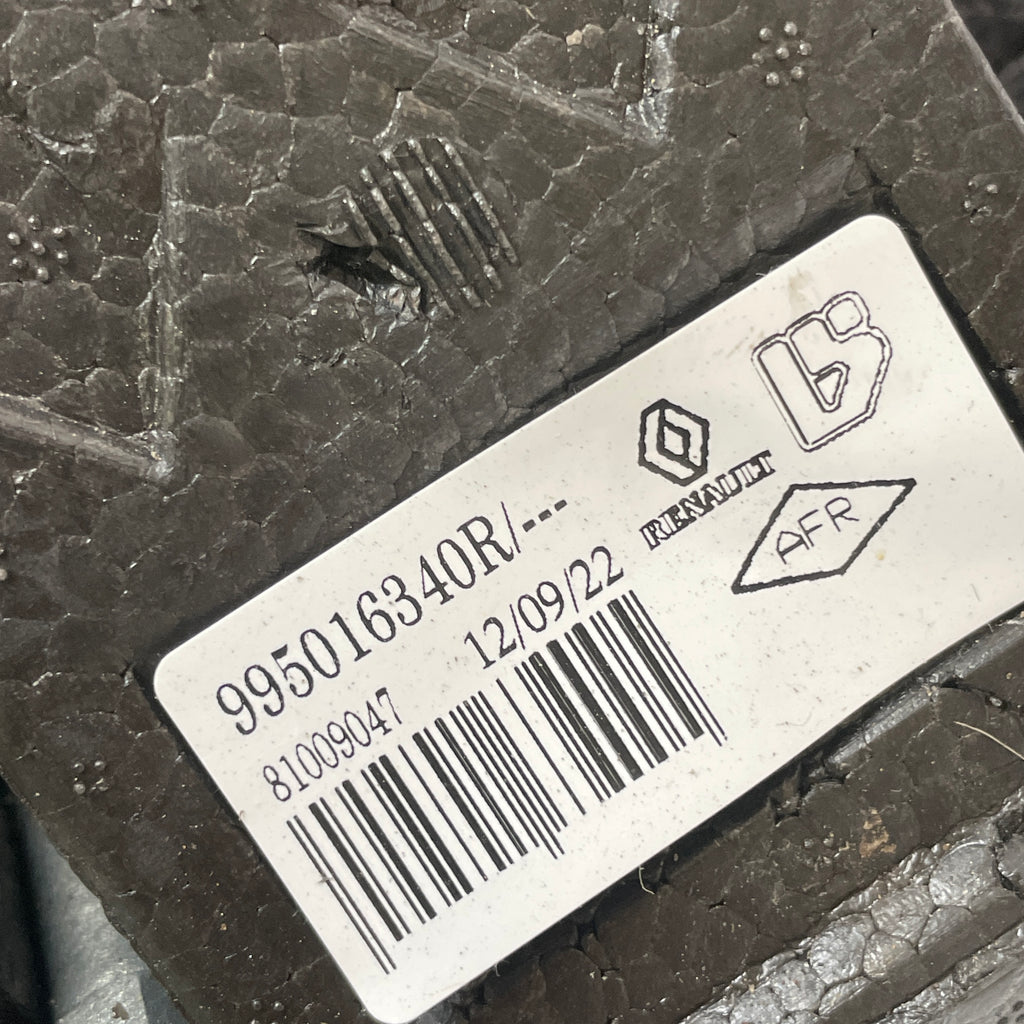 995016340R/---
12/09/22
81009047
RENAULT
AFR